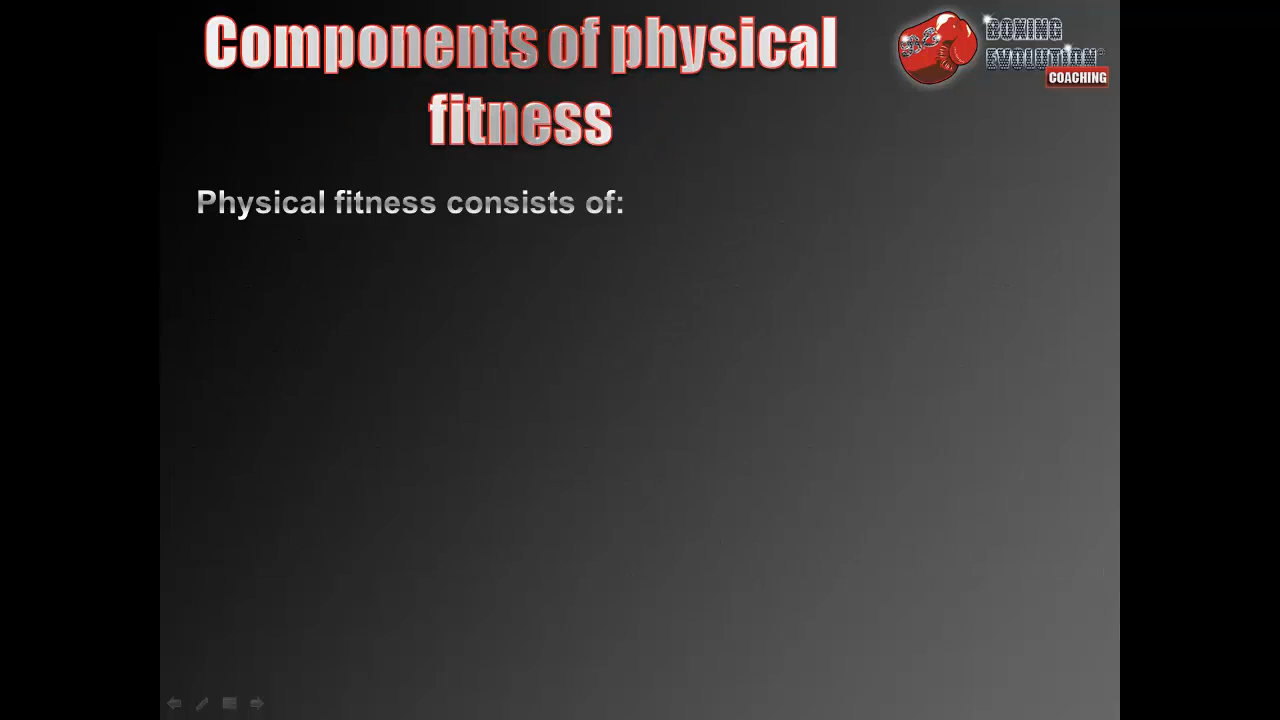 Components of physical
fitness
BOXING
EVOLUTION
COACHING
Physical fitness consists of: